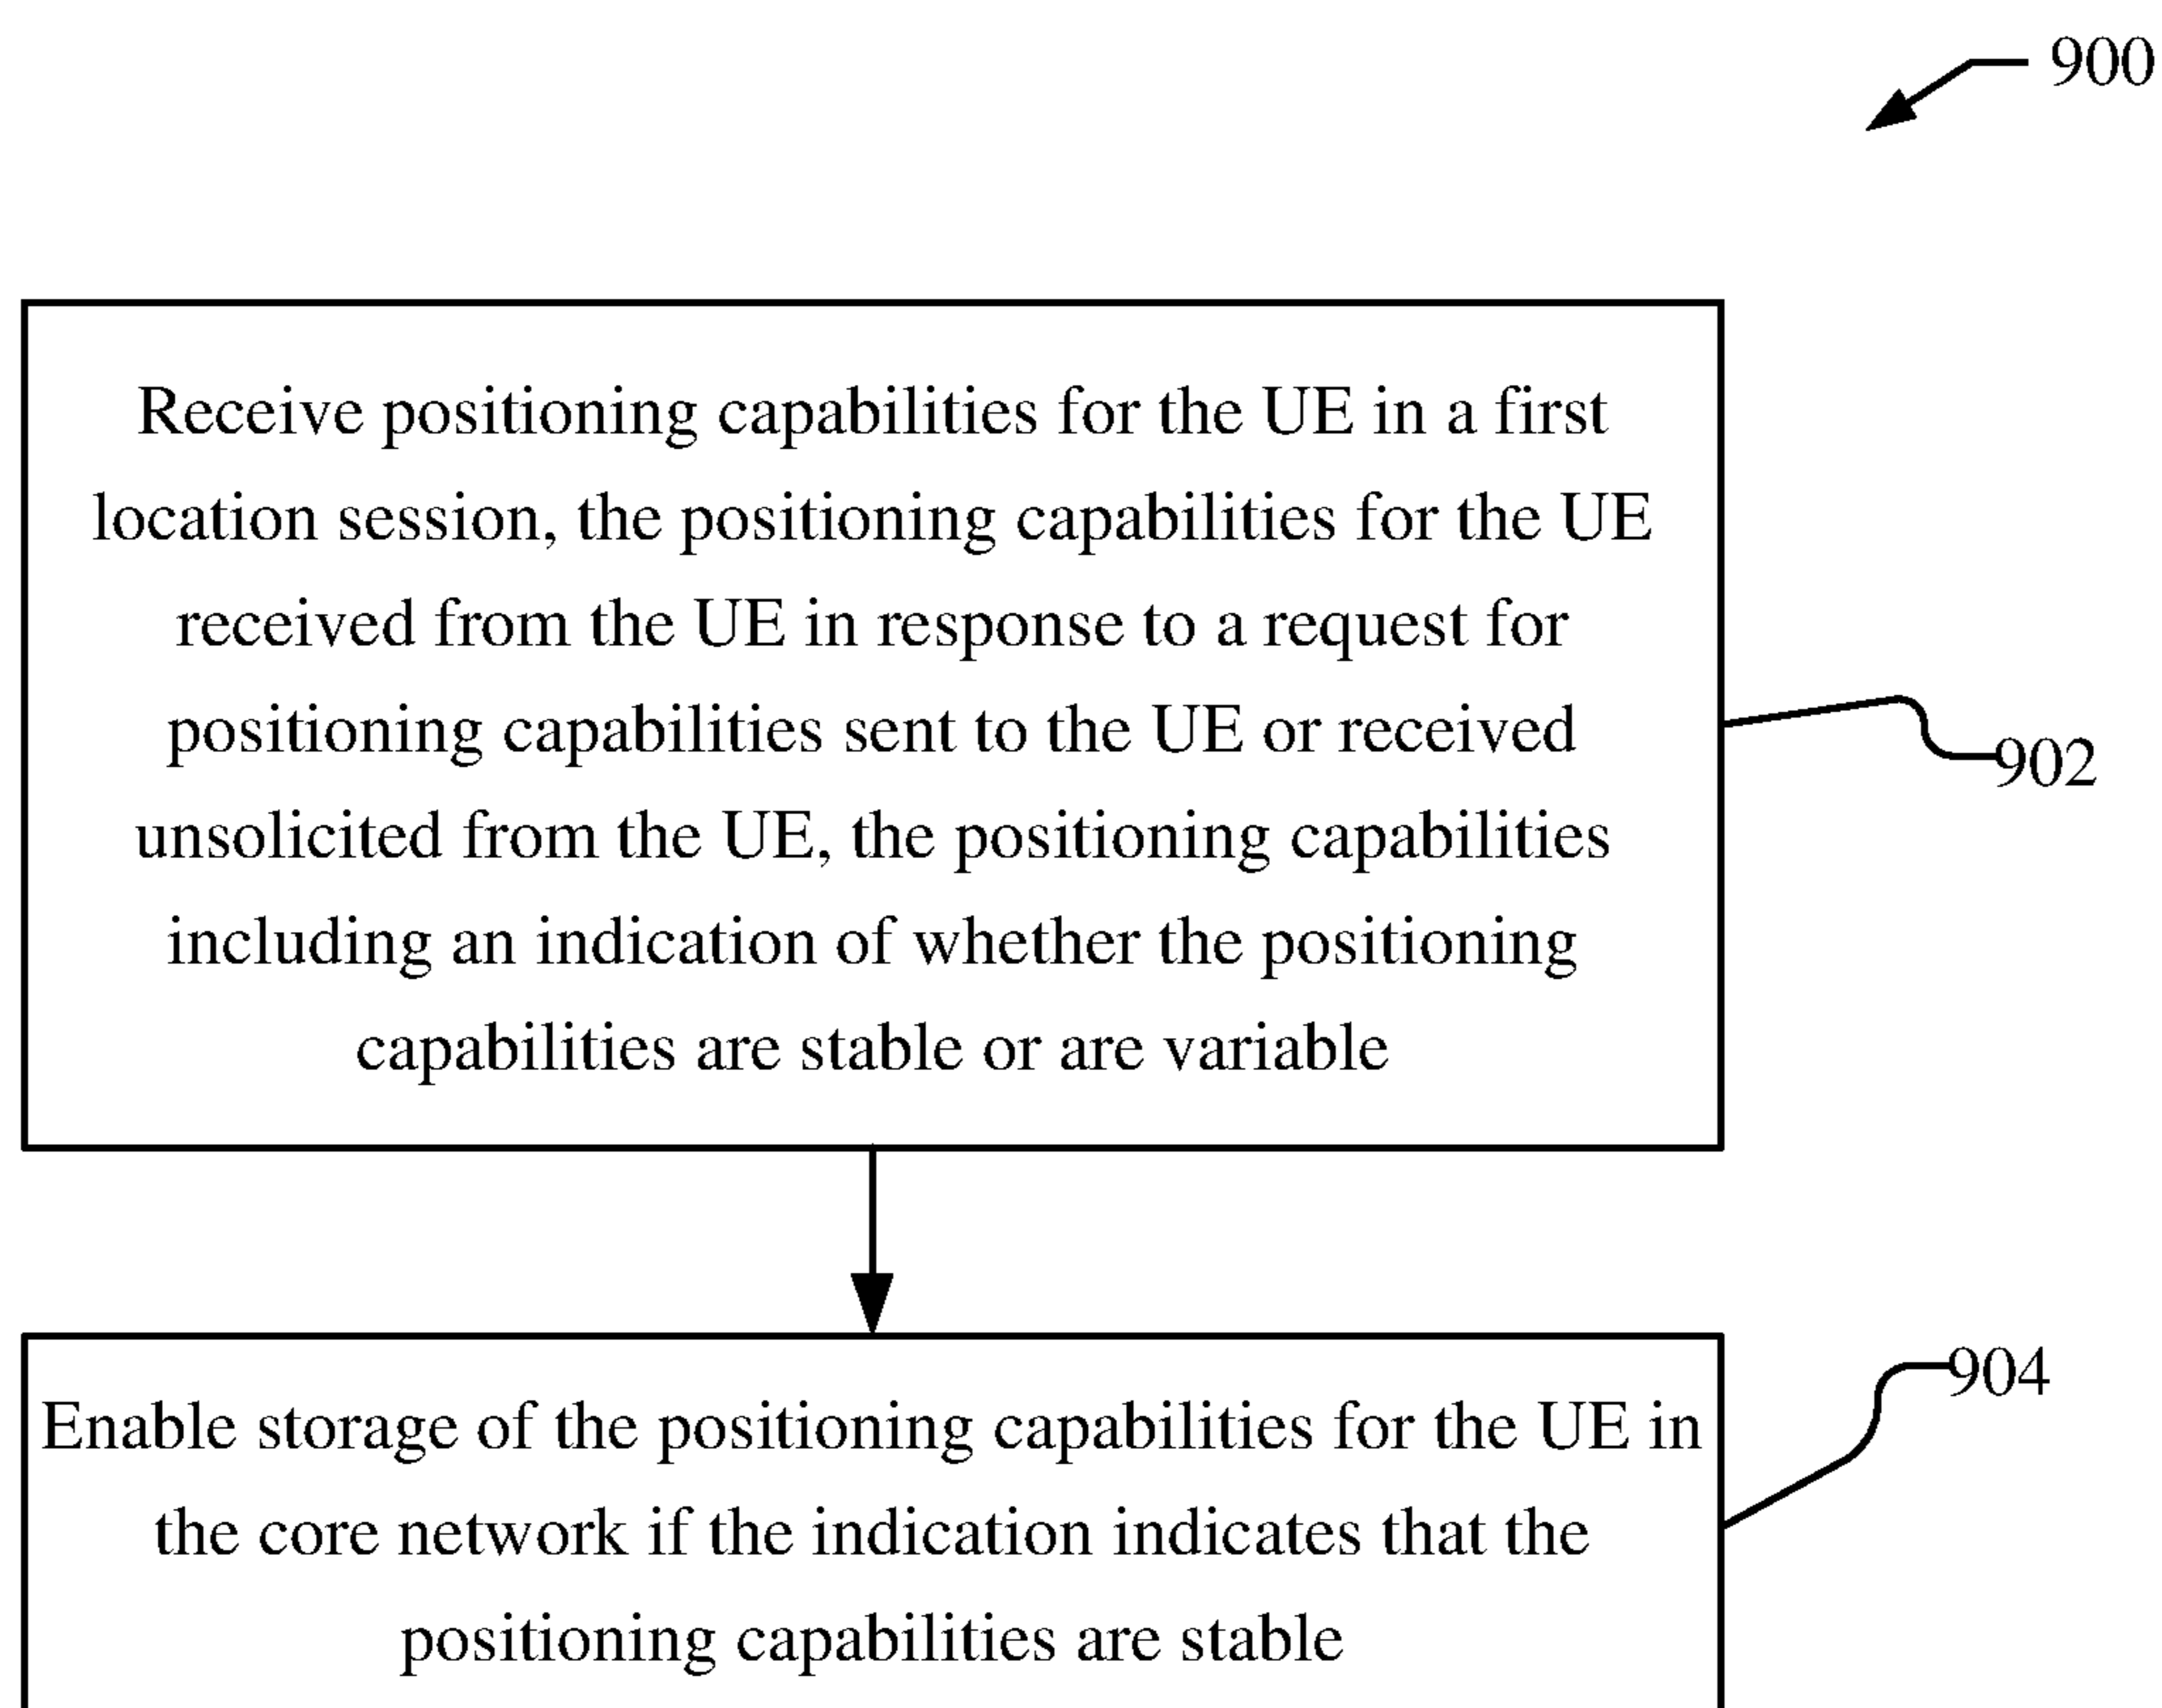 900
Receive positioning capabilities for the UE in a first
location session, the positioning capabilities for the UE
received from the UE in response to a request for
positioning capabilities sent to the UE or received
unsolicited from the UE, the positioning capabilities
including an indication of whether the positioning
capabilities are stable or are variable
902
Enable storage of the positioning capabilities for the UE in
the core network if the indication indicates that the
positioning capabilities are stable
904